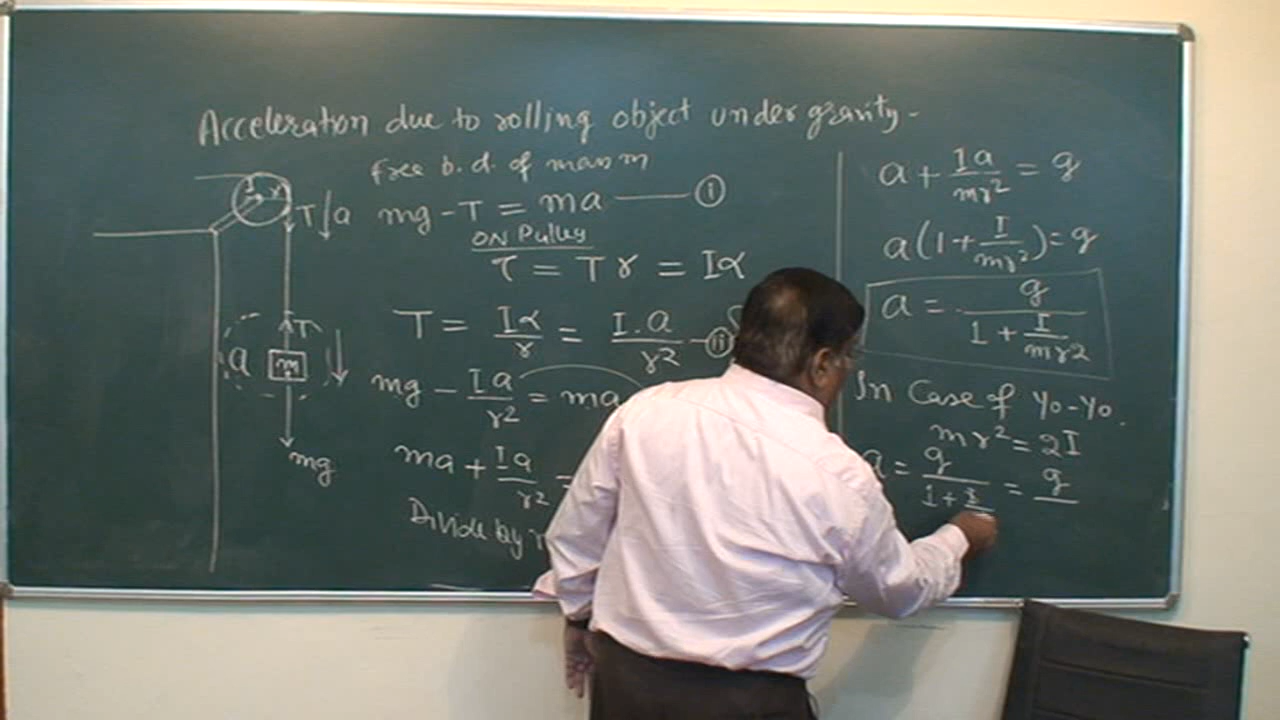 Acceleration due to rolling object under gravity -
free b.d. of mass m
mg - T = ma —— (i)
ON Pulley
τ = Tr = Iα
T = Iα/r = I.a/r² — (ii)
mg - Ia/r² = ma
ma + Ia/r² =
Divide by
T ↓ a
T
a
m
mg
a + Ia/mr² = g
a(1 + I/mr²) = g
a = g/(1 + I/mr²)
In Case of Yo-Yo.
mr² = 2I
a = g/(1 + = g